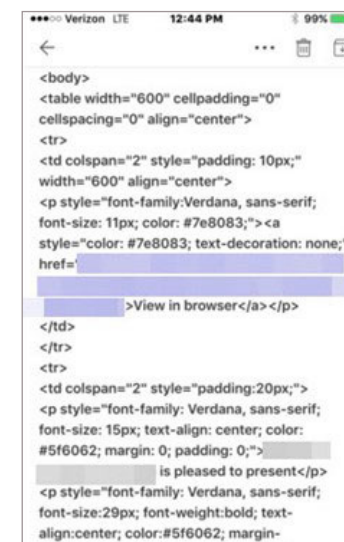 ●●●○○ Verizon LTE 12:44 PM 99%
<body>
<table width="600" cellpadding="0"
cellspacing="0" align="center">
<tr>
<td colspan="2" style="padding: 10px;"
width="600" align="center">
<p style="font-family:Verdana, sans-serif;
font-size: 11px; color: #7e8083;"><a
style="color: #7e8083; text-decoration: none;"
href='
>View in browser</a></p>
</td>
</tr>
<tr>
<td colspan="2" style="padding:20px;">
<p style="font-family: Verdana, sans-serif;
font-size: 15px; text-align: center; color:
#5f6062; margin: 0; padding: 0;">
is pleased to present</p>
<p style="font-family: Verdana, sans-serif;
font-size:29px; font-weight:bold; text-
align:center; color:#5f6062; margin-